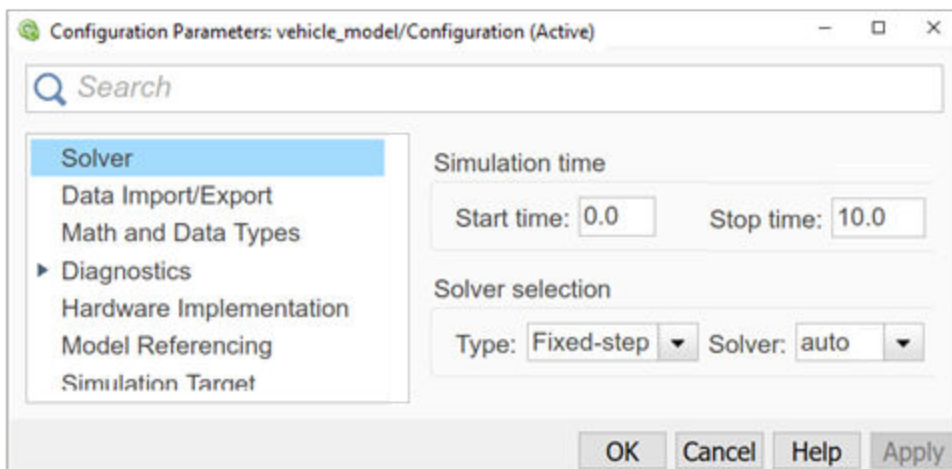 Configuration Parameters: vehicle_model/Configuration (Active)
Search
Solver
Data Import/Export
Math and Data Types
Diagnostics
Hardware Implementation
Model Referencing
Simulation Target
Simulation time
Start time: 0.0 Stop time: 10.0
Solver selection
Type: Fixed-step Solver: auto
OK Cancel Help Apply